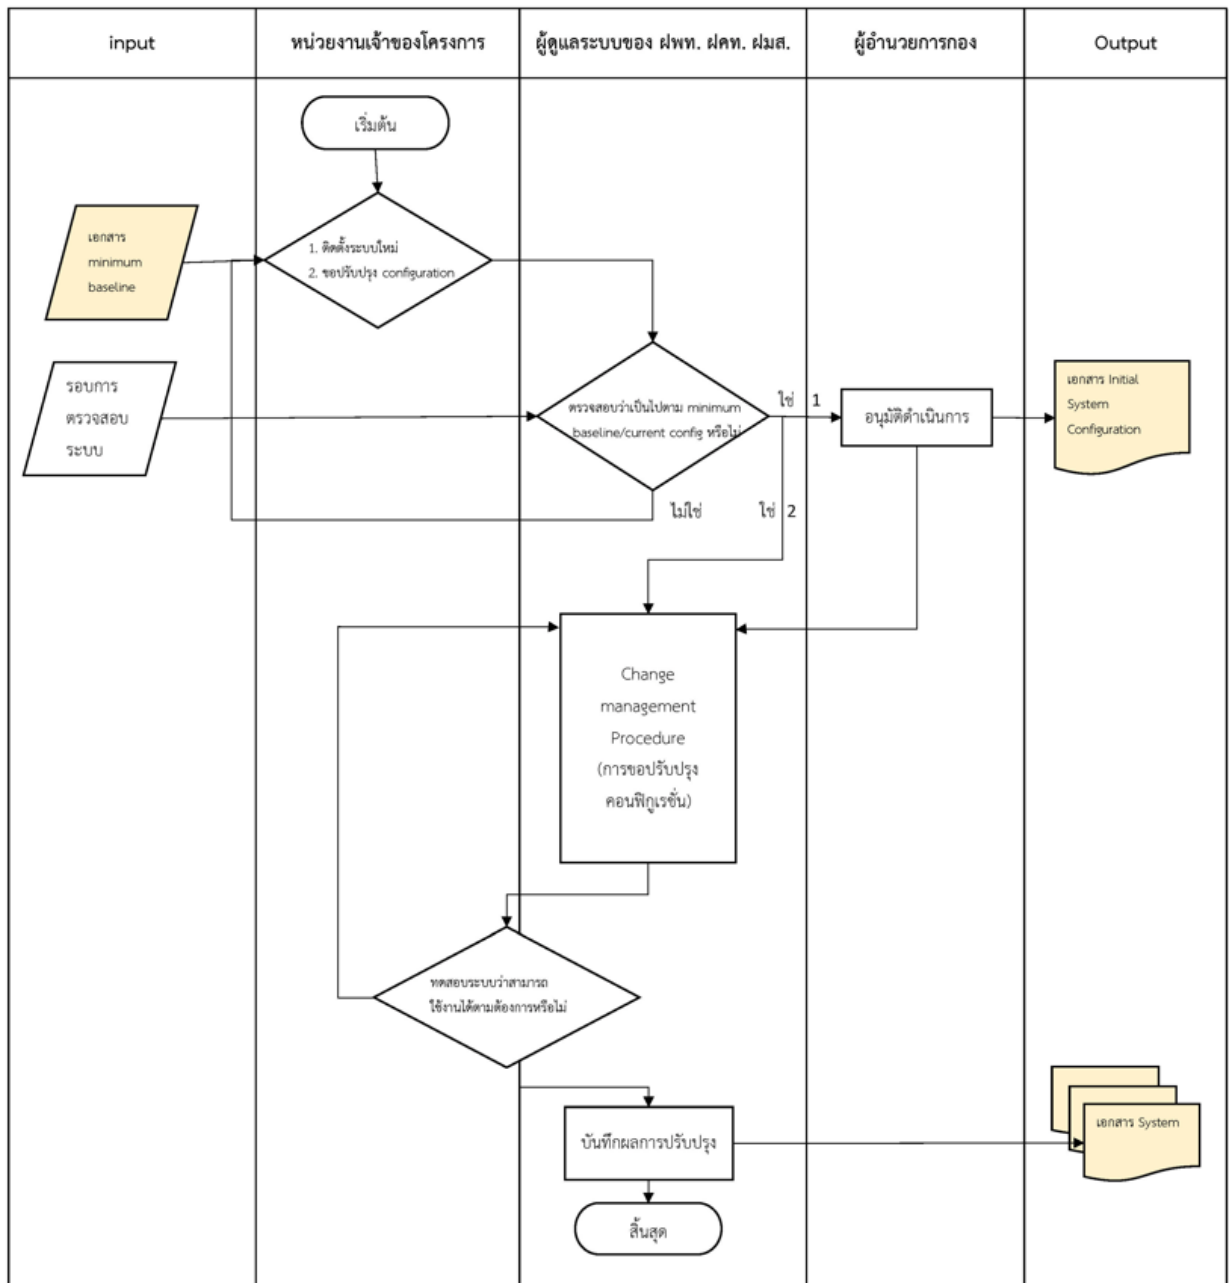 input
หน่วยงานเจ้าของโครงการ
ผู้ดูแลระบบของ ฝพท. ฝคท. ฝมส.
ผู้อำนวยการกอง
Output
เริ่มต้น
เอกสาร
minimum
baseline
1. ติดตั้งระบบใหม่
2. ขอปรับปรุง configuration
รอบการ
ตรวจสอบ
ระบบ
ตรวจสอบว่าเป็นไปตาม minimum
baseline/current config หรือไม่
ใช่ 1
อนุมัติดำเนินการ
เอกสาร Initial
System
Configuration
ไม่ใช่
ใช่ 2
Change
management
Procedure
(การขอปรับปรุง
คอนฟิกูเรชั่น)
ทดสอบระบบว่าสามารถ
ใช้งานได้ตามต้องการหรือไม่
บันทึกผลการปรับปรุง
เอกสาร System
สิ้นสุด